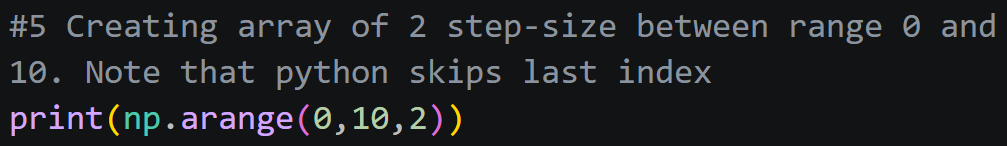 #5 Creating array of 2 step-size between range 0 and
10. Note that python skips last index
print(np.arange(0,10,2))